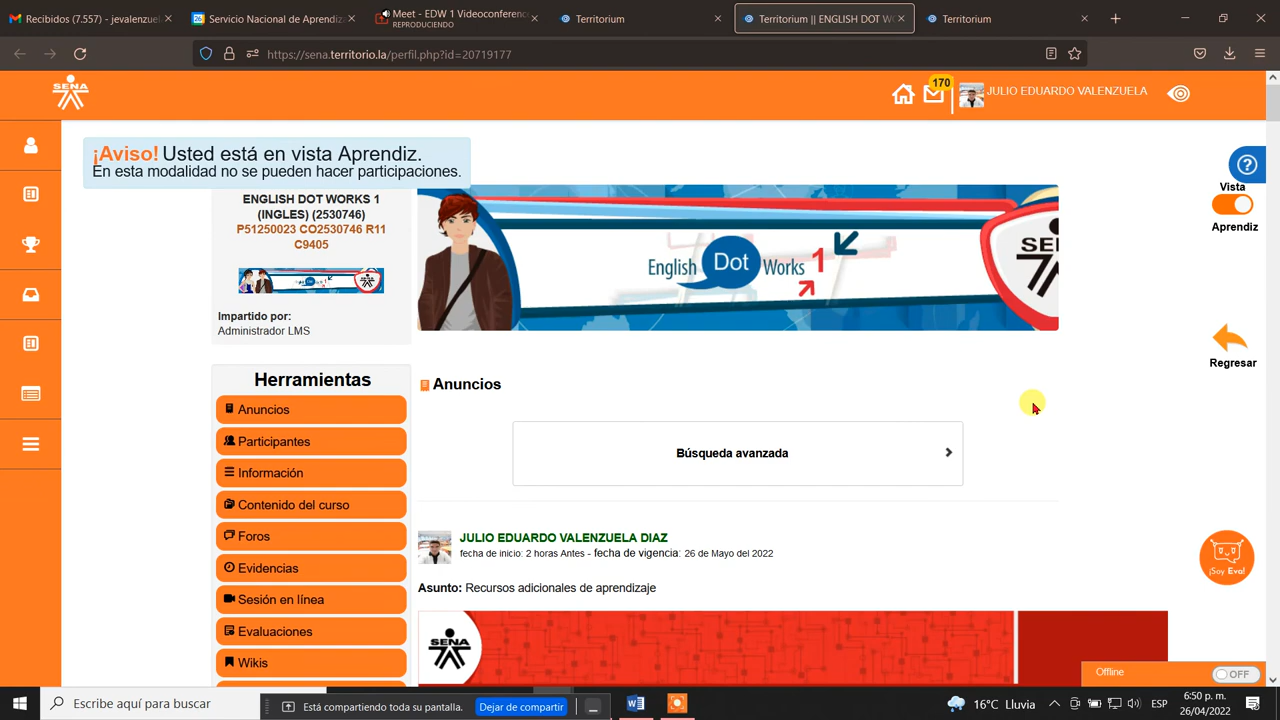 Recibidos (7.557) - jevalenzuel
Servicio Nacional de Aprendiza
Meet - EDW 1 Videoconferenc
REPRODUCIENDO
Territorium
Territorium || ENGLISH DOT WO
Territorium
https://sena.territorio.la/perfil.php?id=20719177
SENA
170
JULIO EDUARDO VALENZUELA
¡Aviso! Usted está en vista Aprendiz.
En esta modalidad no se pueden hacer participaciones.
Vista
Aprendiz
ENGLISH DOT WORKS 1
(INGLES) (2530746)
P51250023 CO2530746 R11
C9405
Impartido por:
Administrador LMS
English Dot Works 1
SENA
Regresar
Herramientas
Anuncios
Participantes
Información
Contenido del curso
Foros
Evidencias
Sesión en línea
Evaluaciones
Wikis
Anuncios
Búsqueda avanzada
JULIO EDUARDO VALENZUELA DIAZ
fecha de inicio: 2 horas Antes - fecha de vigencia: 26 de Mayo del 2022
Asunto: Recursos adicionales de aprendizaje
SENA
¡Soy Eva!
Offline
OFF
Escribe aquí para buscar
Está compartiendo toda su pantalla.
Dejar de compartir
16°C Lluvia
ESP
6:50 p. m.
26/04/2022